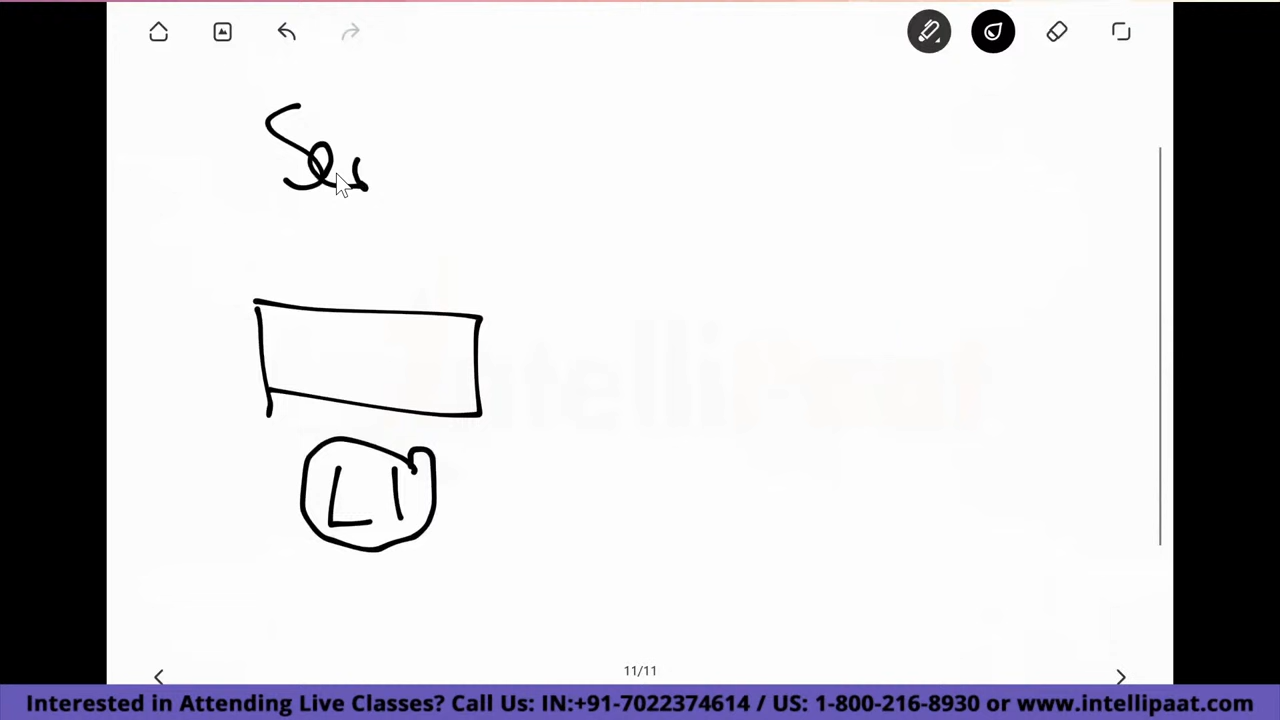 Se
L1
11/11
Interested in Attending Live Classes? Call Us: IN:+91-7022374614 / US: 1-800-216-8930 or www.intellipaat.com